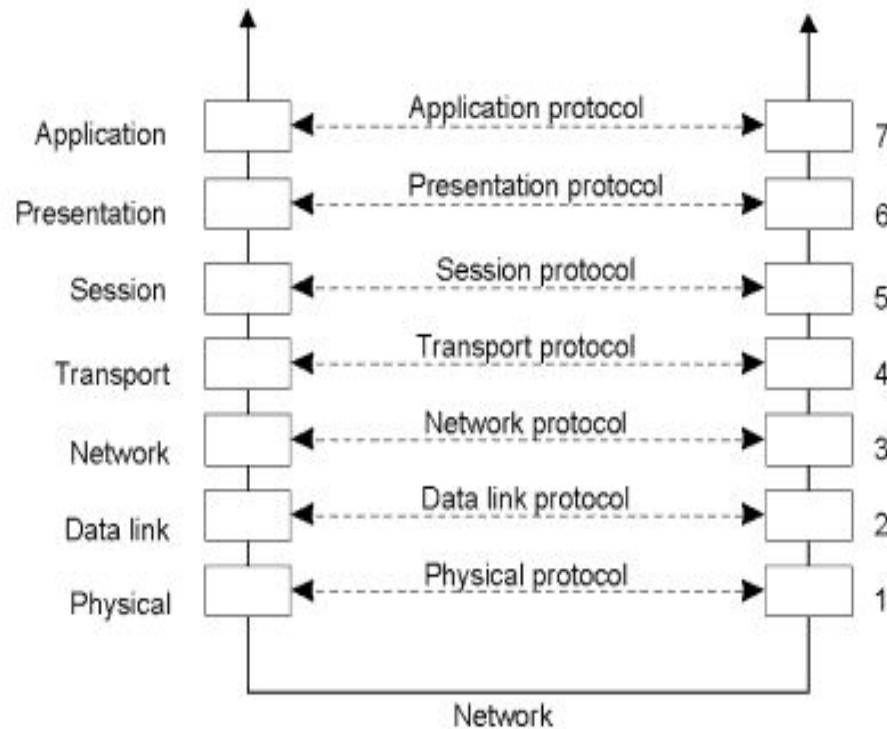 Application protocol
Application 7
Presentation protocol
Presentation 6
Session protocol
Session 5
Transport protocol
Transport 4
Network protocol
Network 3
Data link protocol
Data link 2
Physical protocol
Physical 1
Network